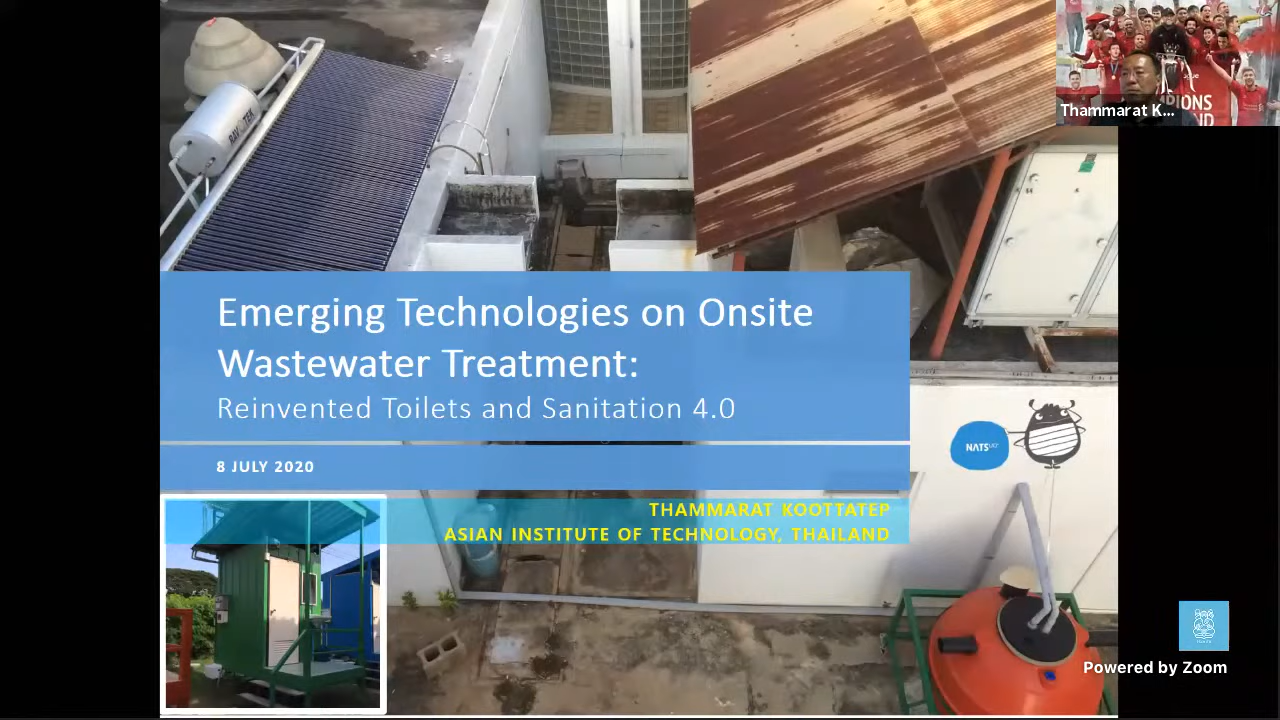 Thammarat K...
Emerging Technologies on Onsite
Wastewater Treatment:
Reinvented Toilets and Sanitation 4.0
8 JULY 2020
THAMMARAT KOOTTATEP
ASIAN INSTITUTE OF TECHNOLOGY, THAILAND
NATS
Powered by Zoom